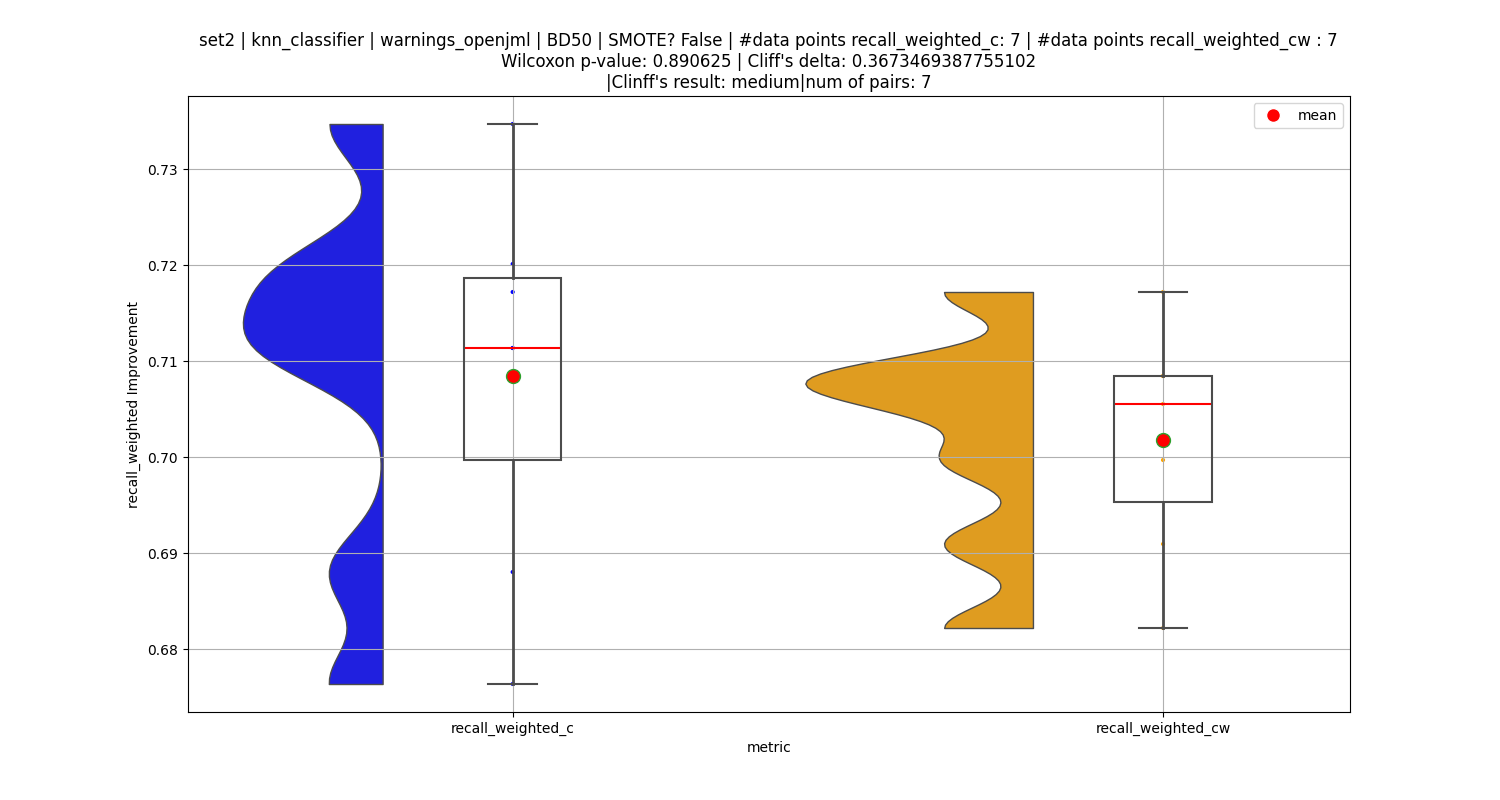 set2 | knn_classifier | warnings_openjml | BD50 | SMOTE? False | #data points recall_weighted_c: 7 | #data points recall_weighted_cw : 7
Wilcoxon p-value: 0.890625 | Cliff's delta: 0.3673469387755102
|Clinff's result: medium|num of pairs: 7
mean
0.73
0.72
0.71
0.70
0.69
0.68
recall_weighted Improvement
recall_weighted_c
recall_weighted_cw
metric